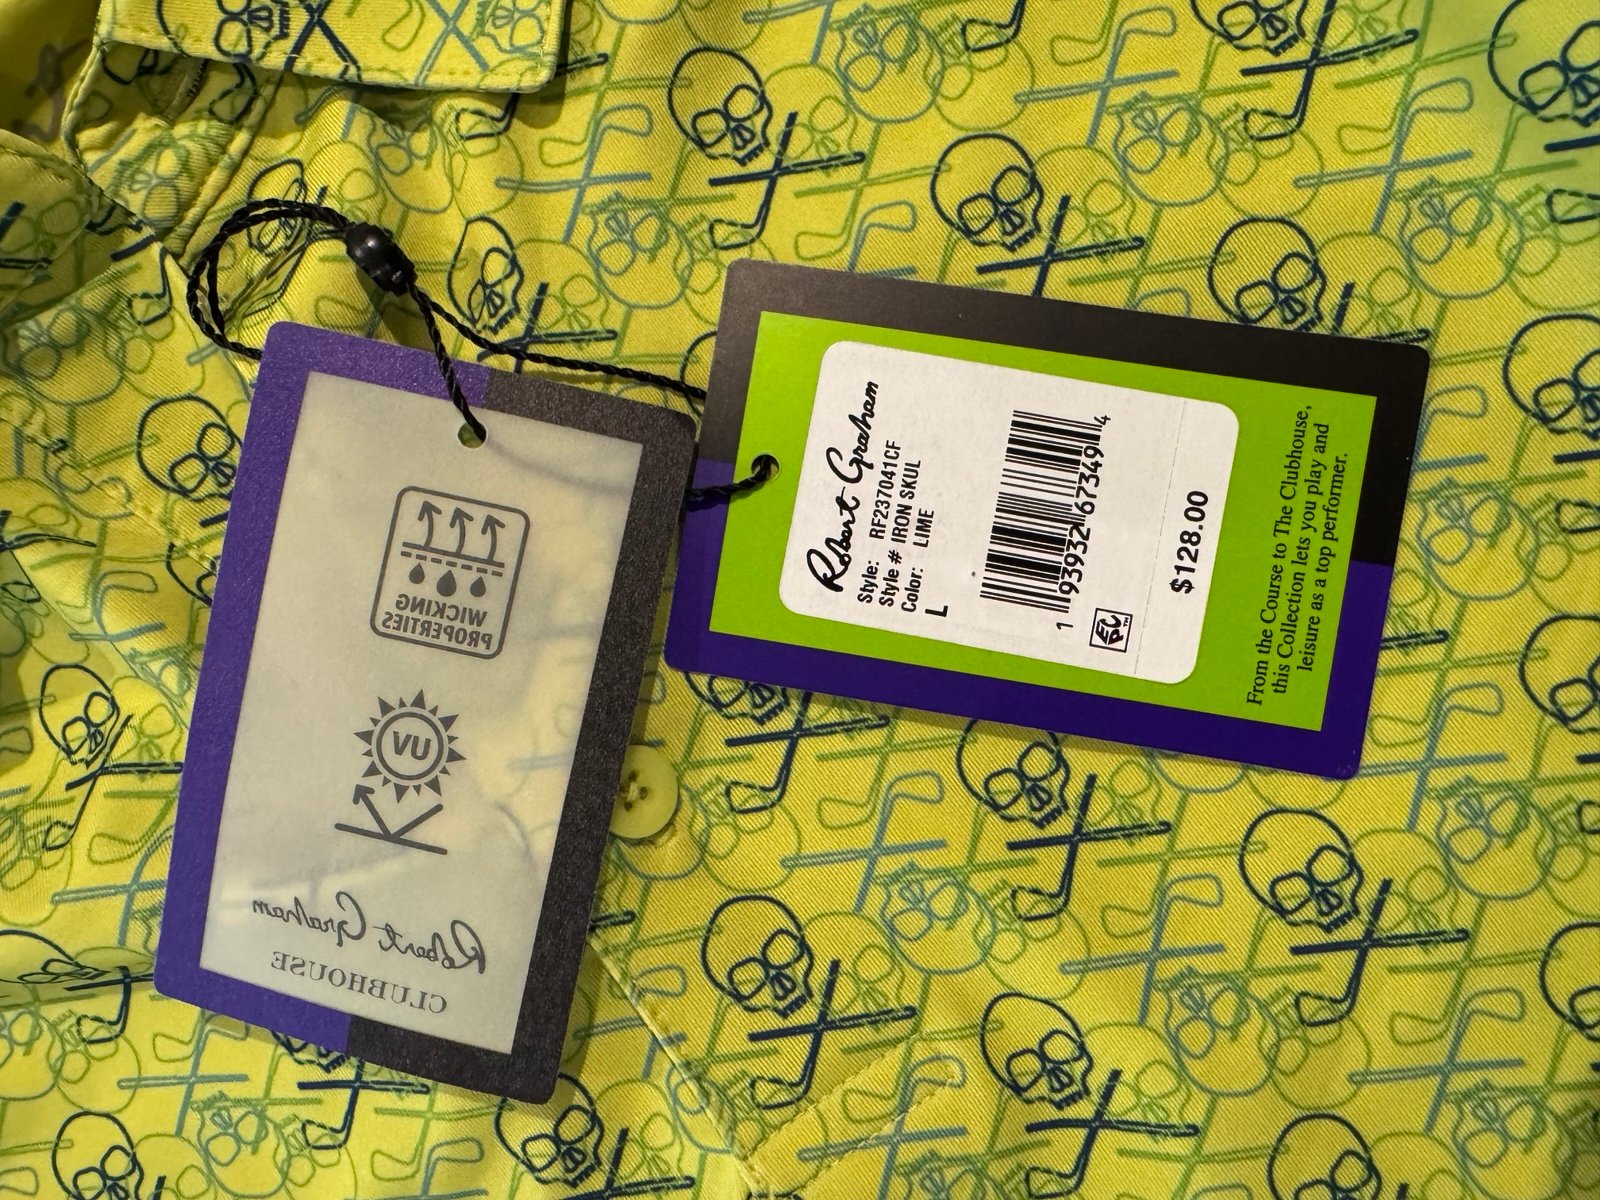 WICKING
PROPERTIES
UV
Robert Graham
CLUBHOUSE
Robert Graham
Style: RF237041CF
Style # IRON SKUL
Color: LIME
L
1 93932 67349 4
EPC™
$128.00
From the Course to The Clubhouse,
this Collection lets you play and
leisure as a top performer.